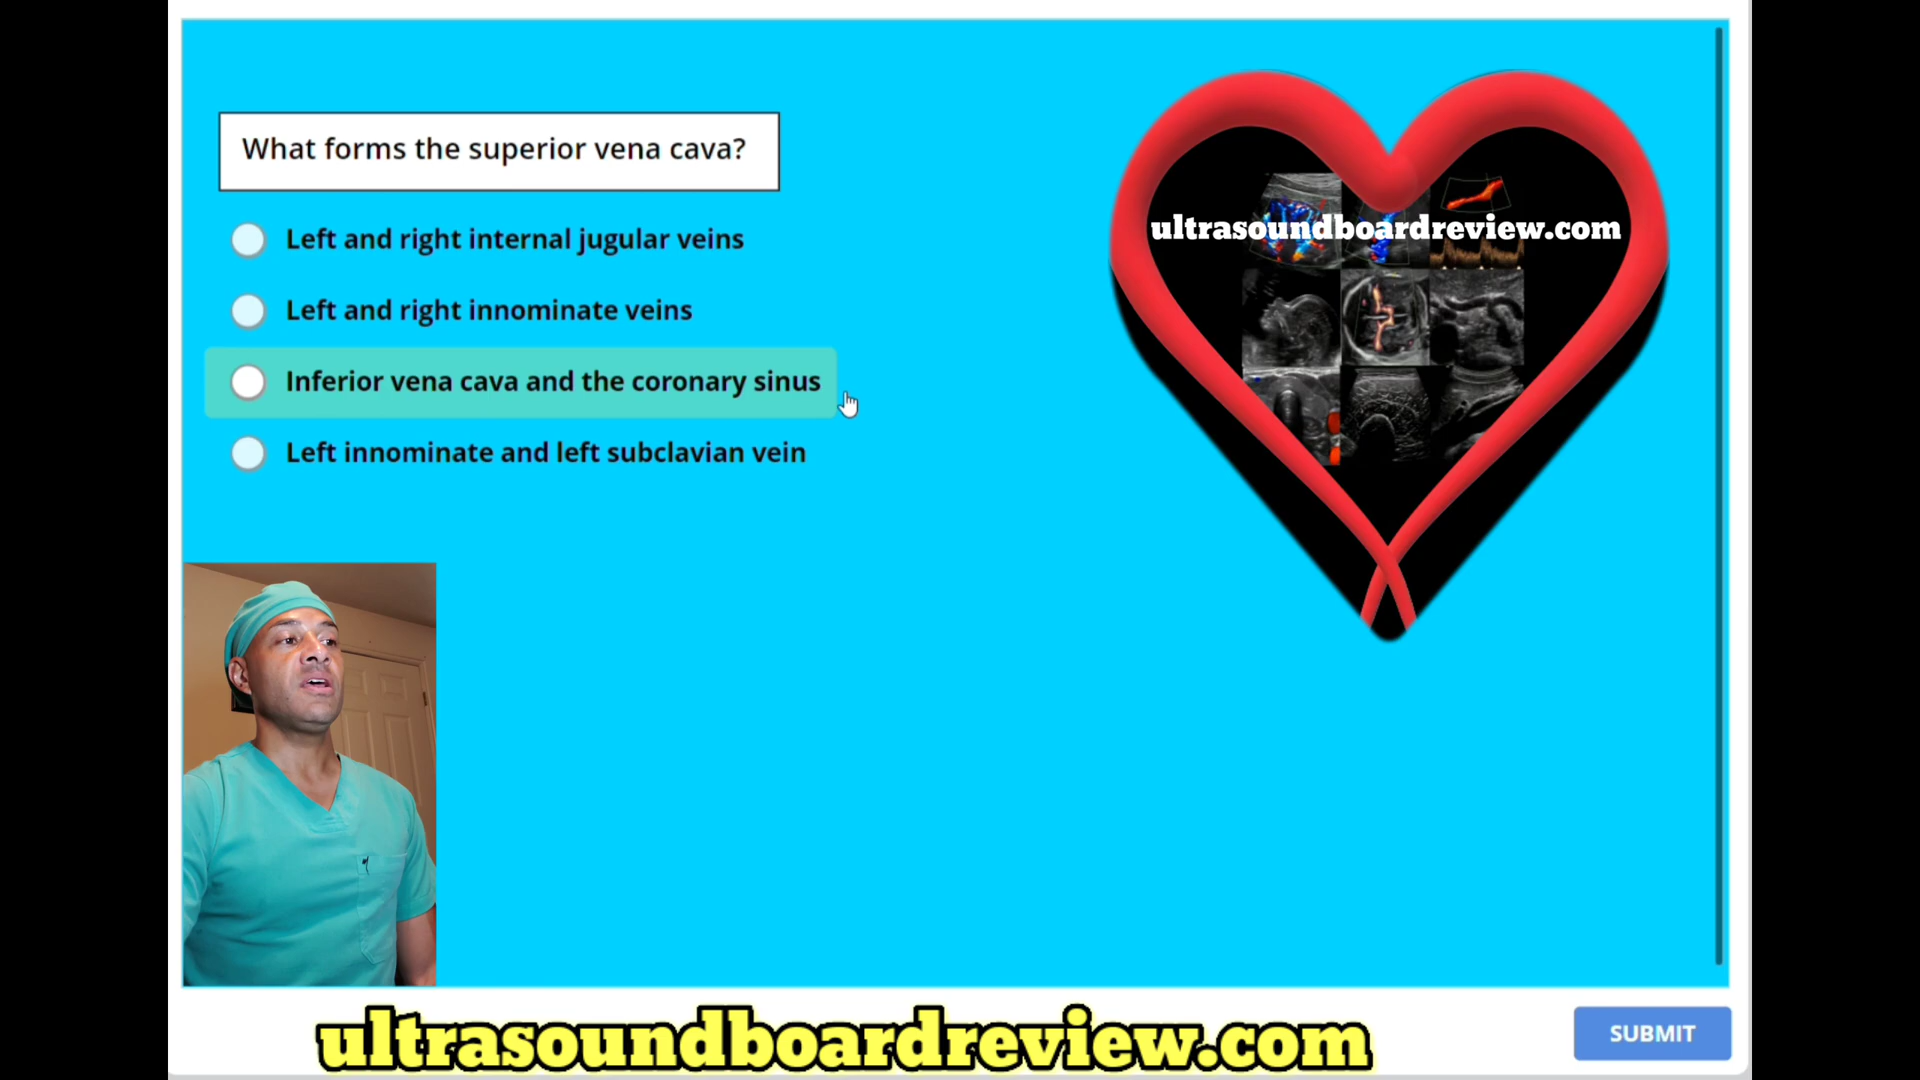 What forms the superior vena cava?
Left and right internal jugular veins
Left and right innominate veins
Inferior vena cava and the coronary sinus
Left innominate and left subclavian vein
ultrasoundboardreview.com
ultrasoundboardreview.com
SUBMIT